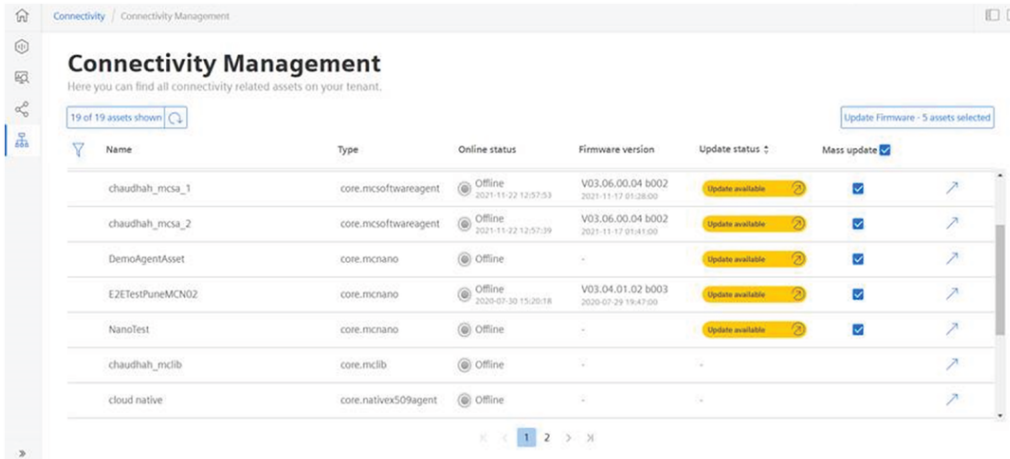 Connectivity / Connectivity Management
Connectivity Management
Here you can find all connectivity related assets on your tenant.
19 of 19 assets shown
Update Firmware - 5 assets selected
Name Type Online status Firmware version Update status Mass update
chaudhah_mcsa_1 core.mcsoftwareagent Offline V03.06.00.04 b002 Update available
2021-11-22 12:57:53 2021-11-17 01:28:00
chaudhah_mcsa_2 core.mcsoftwareagent Offline V03.06.00.04 b002 Update available
2021-11-22 12:57:39 2021-11-17 01:41:00
DemoAgentAsset core.mcnano Offline - Update available
E2ETestPuneMCN02 core.mcnano Offline V03.04.01.02 b003 Update available
2020-07-30 15:20:18 2020-07-29 19:47:00
NanoTest core.mcnano Offline - Update available
chaudhah_mclib core.mclib Offline - -
cloud native core.nativex509agent Offline - -
1 2